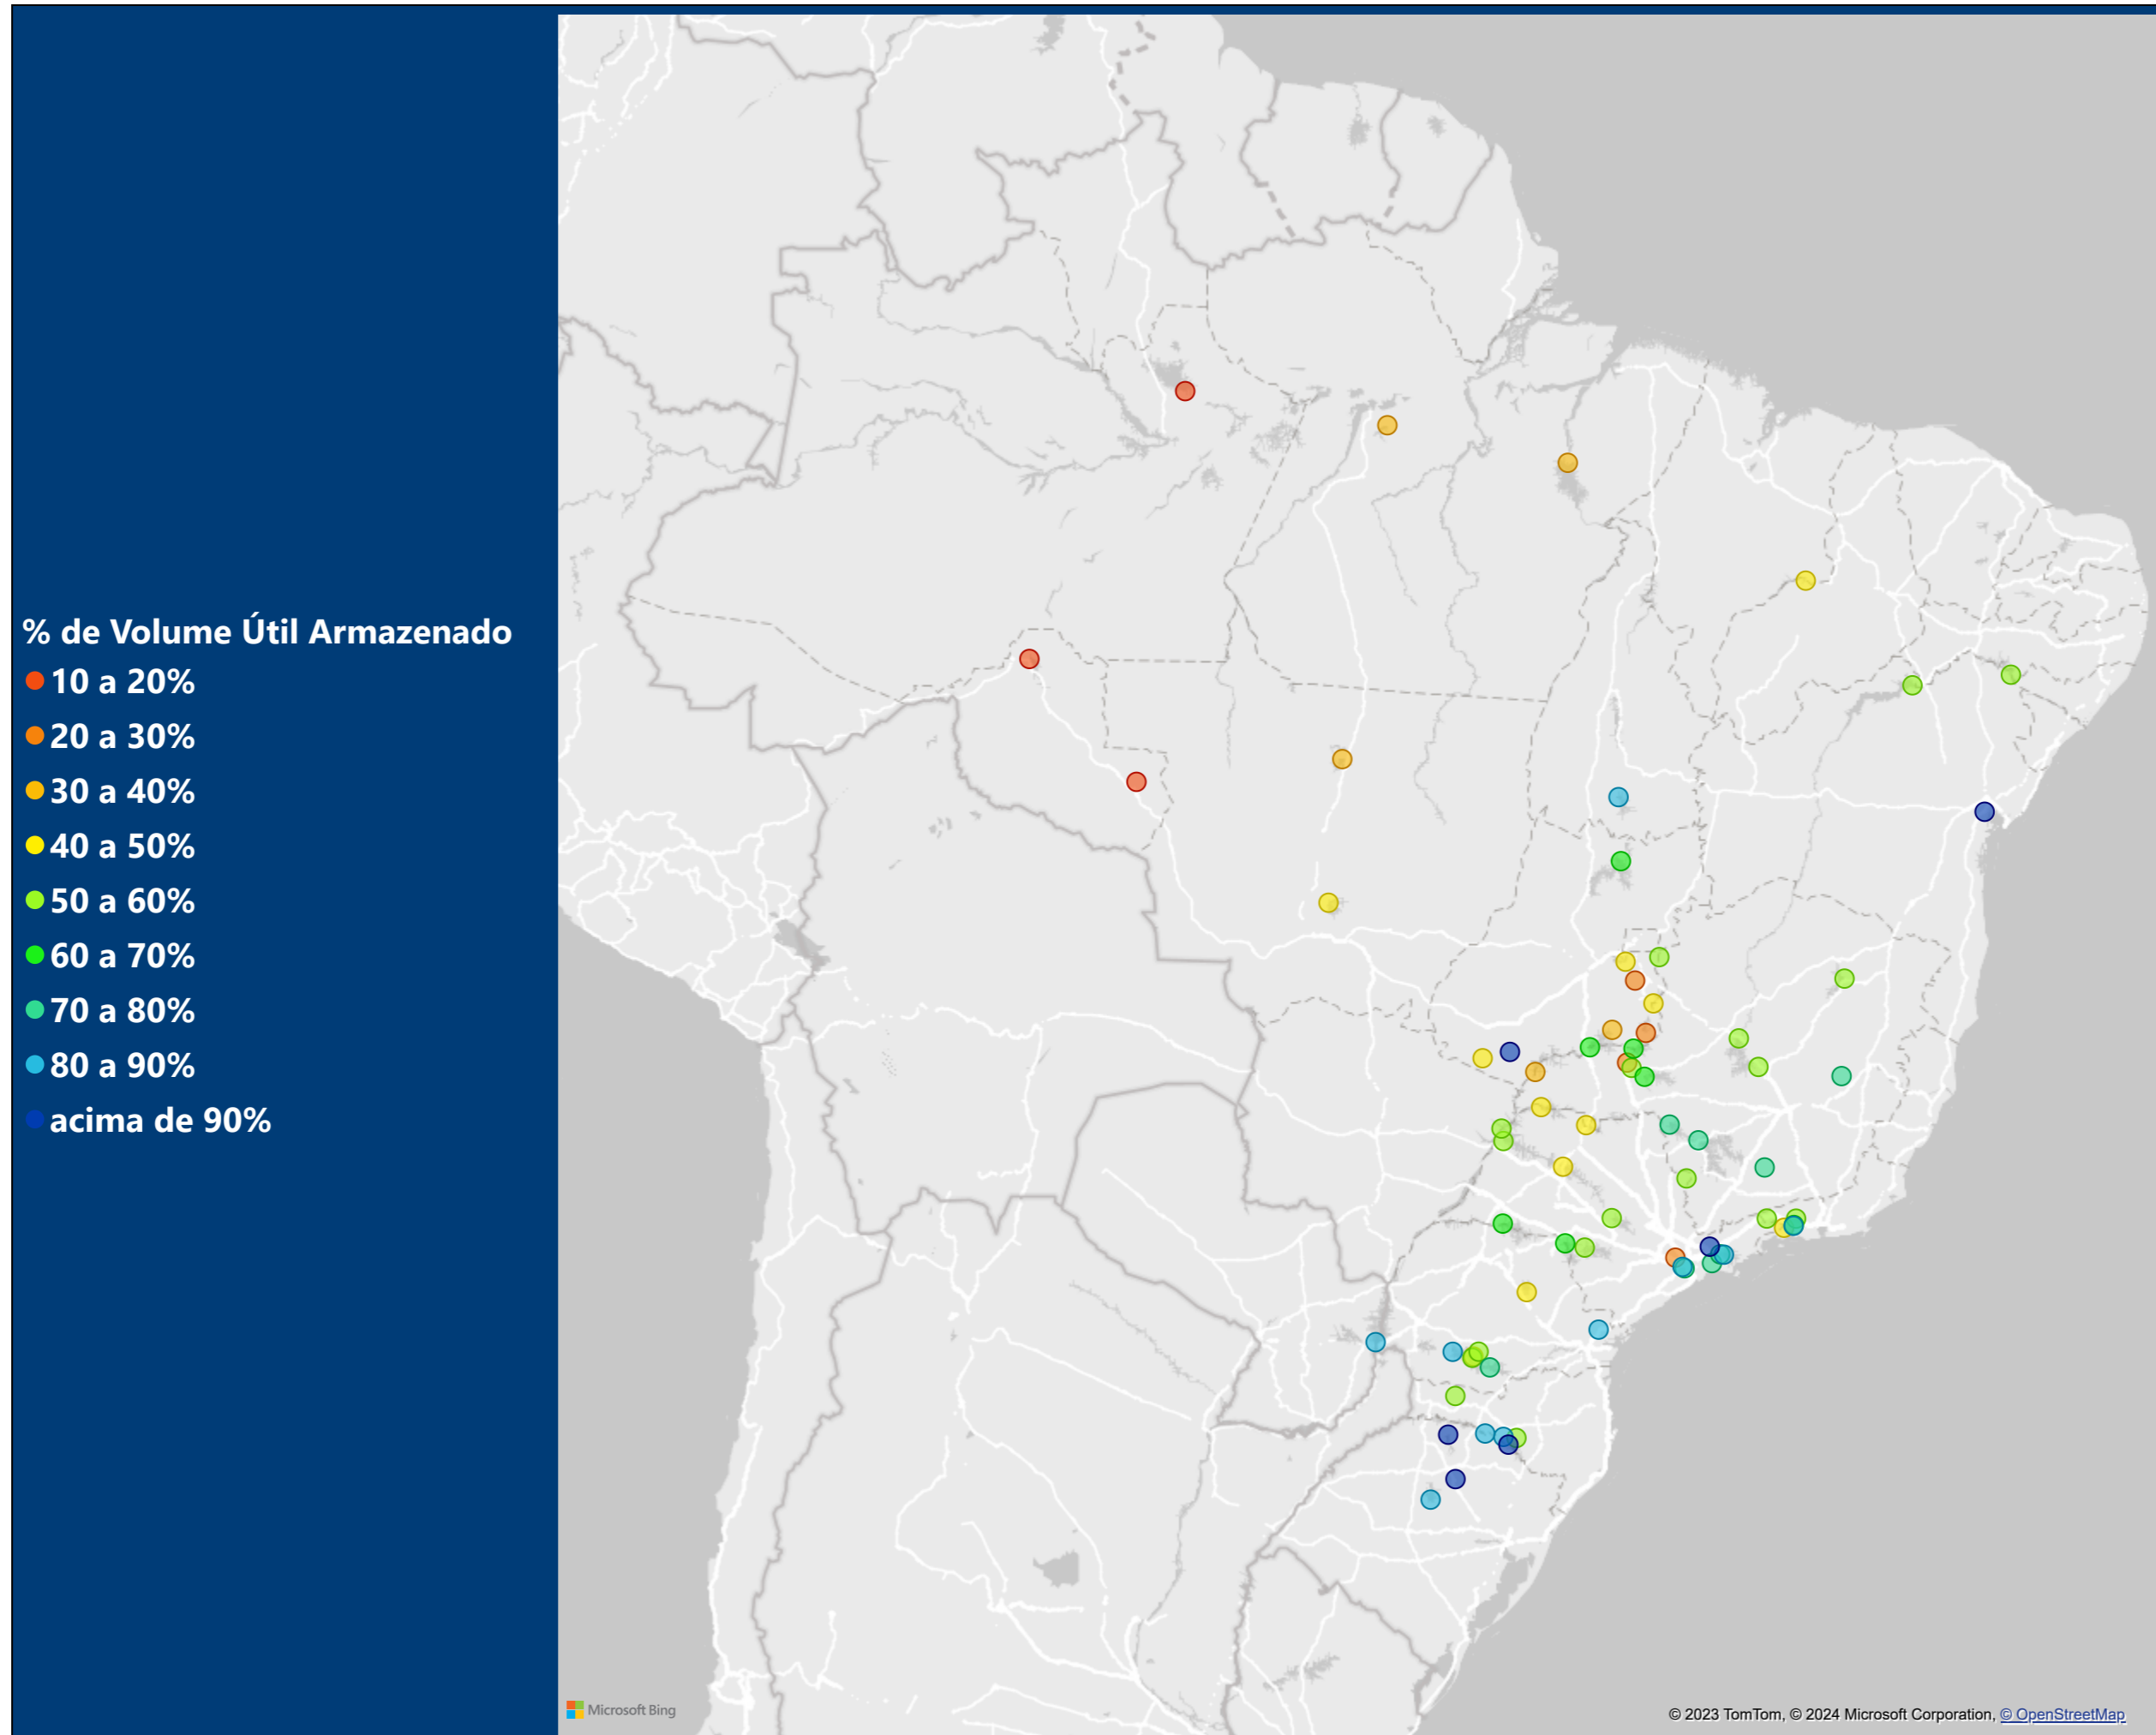 % de Volume Útil Armazenado
10 a 20%
20 a 30%
30 a 40%
40 a 50%
50 a 60%
60 a 70%
70 a 80%
80 a 90%
acima de 90%
Microsoft Bing
© 2023 TomTom, © 2024 Microsoft Corporation, © OpenStreetMap